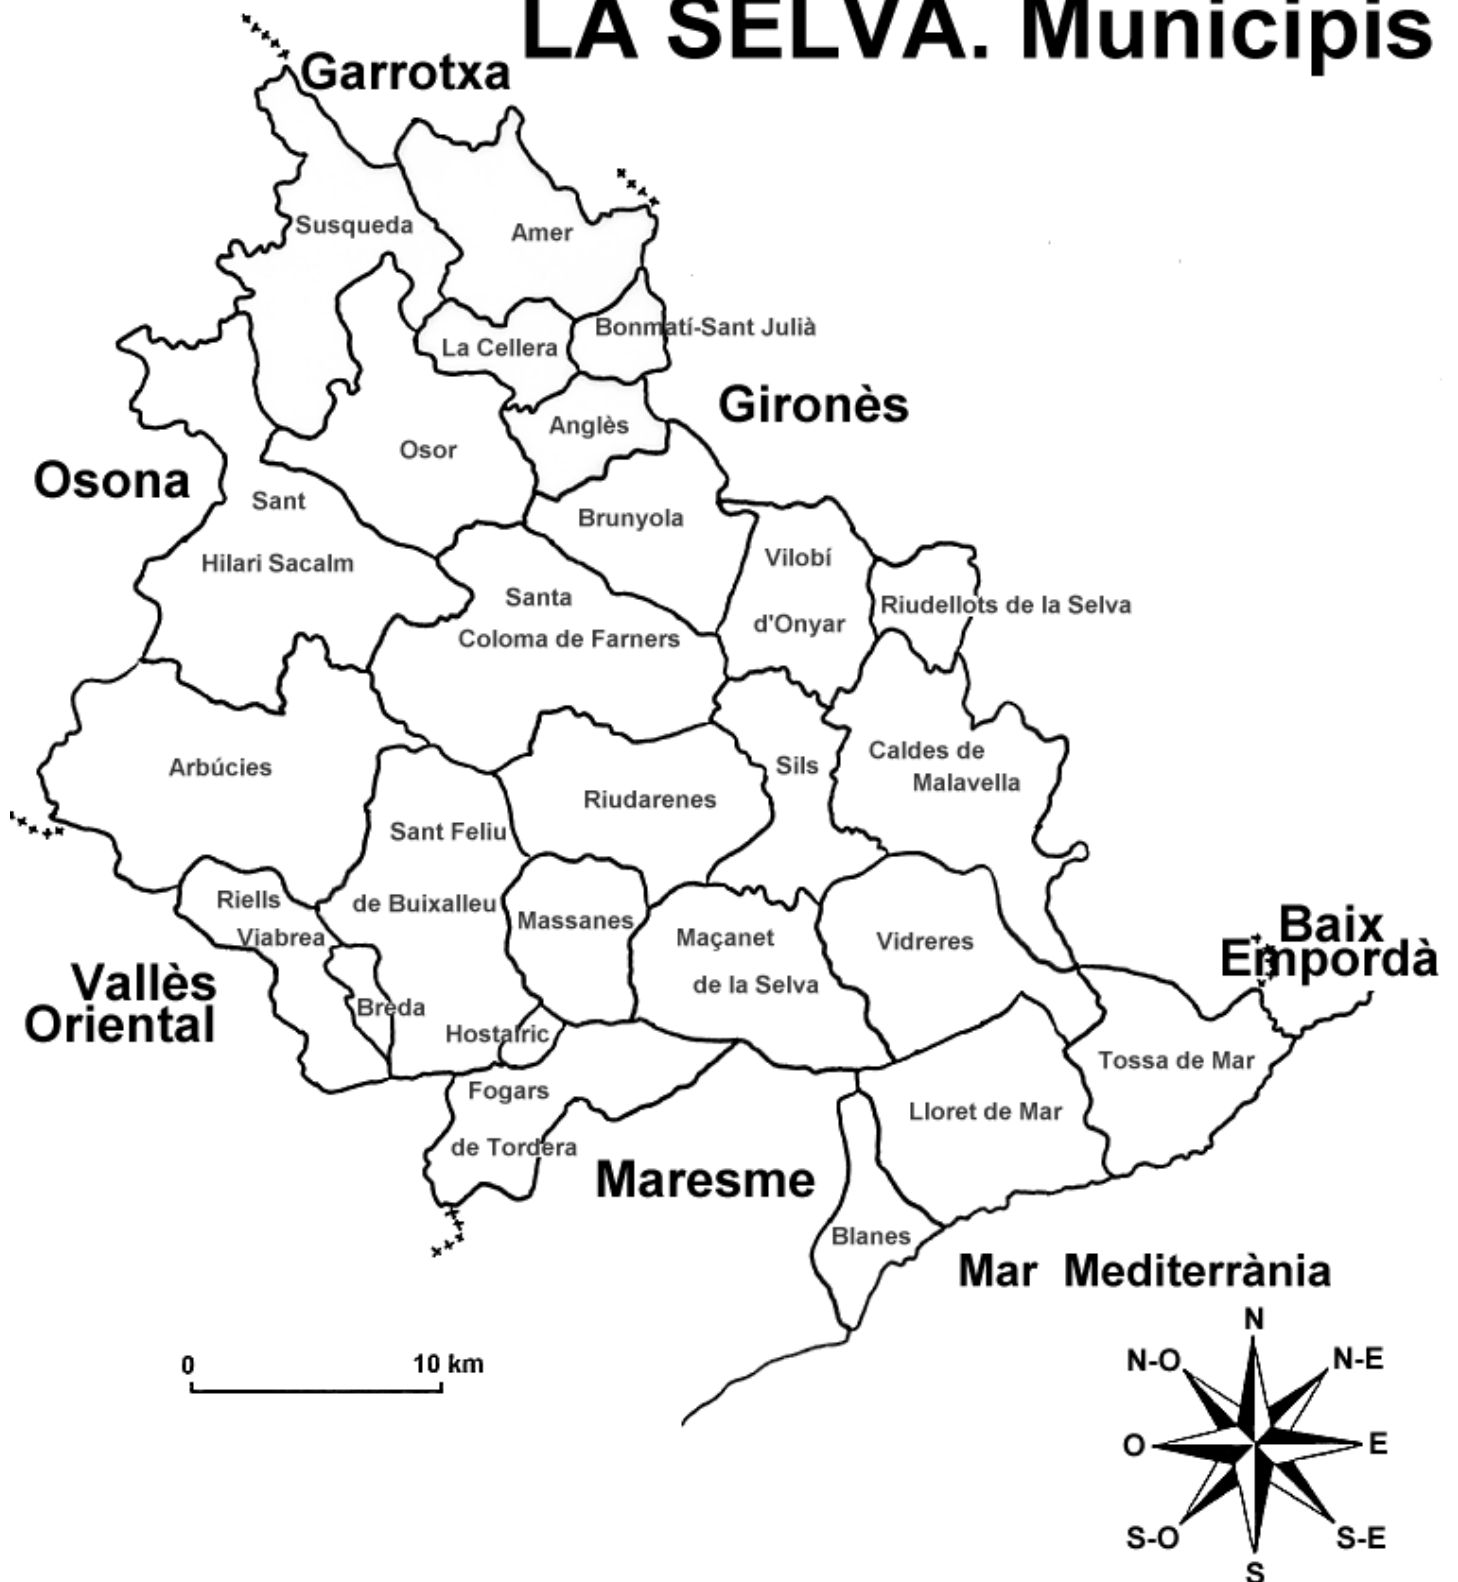 LA SELVA. Municipis
Garrotxa
Susqueda
Amer
Bonmatí-Sant Julià
La Cellera
Gironès
Anglès
Osor
Osona
Sant
Hilari Sacalm
Brunyola
Vilobí
d'Onyar
Santa
Coloma de Farners
Riudellots de la Selva
Arbúcies
Sils
Caldes de
Malavella
Riudarenes
Sant Feliu
de Buixalleu
Riells
Viabrea
Massanes
Maçanet
de la Selva
Vidreres
Baix
Empordà
Vallès
Oriental
Breda
Hostalric
Tossa de Mar
Fogars
de Tordera
Lloret de Mar
Maresme
Blanes
Mar Mediterrània
0
10 km
N
N-O
N-E
O
E
S-O
S-E
S